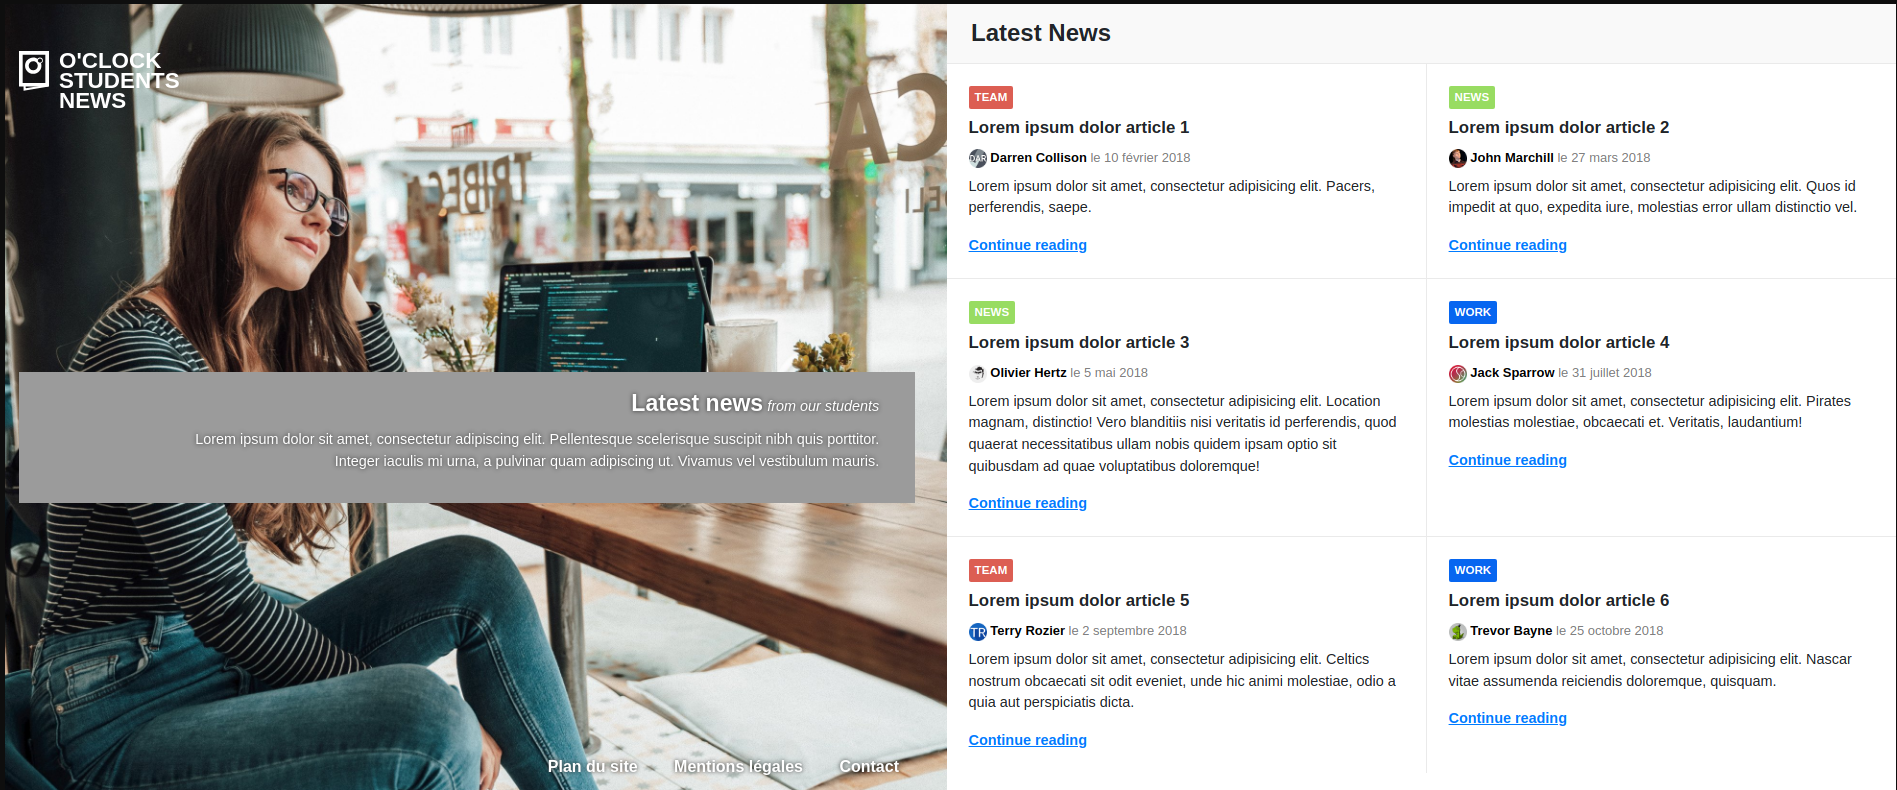 O'CLOCK
STUDENTS
NEWS
TRIBECA
CA
Latest news from our students
Lorem ipsum dolor sit amet, consectetur adipiscing elit. Pellentesque scelerisque suscipit nibh quis porttitor.
Integer iaculis mi urna, a pulvinar quam adipiscing ut. Vivamus vel vestibulum mauris.
Plan du site Mentions légales Contact
Latest News
TEAM
Lorem ipsum dolor article 1
DAR Darren Collison le 10 février 2018
Lorem ipsum dolor sit amet, consectetur adipisicing elit. Pacers,
perferendis, saepe.
Continue reading
NEWS
Lorem ipsum dolor article 2
John Marchill le 27 mars 2018
Lorem ipsum dolor sit amet, consectetur adipisicing elit. Quos id
impedit at quo, expedita iure, molestias error ullam distinctio vel.
Continue reading
NEWS
Lorem ipsum dolor article 3
Olivier Hertz le 5 mai 2018
Lorem ipsum dolor sit amet, consectetur adipisicing elit. Location
magnam, distinctio! Vero blanditiis nisi veritatis id perferendis, quod
quaerat necessitatibus ullam nobis quidem ipsam optio sit
quibusdam ad quae voluptatibus doloremque!
Continue reading
WORK
Lorem ipsum dolor article 4
Jack Sparrow le 31 juillet 2018
Lorem ipsum dolor sit amet, consectetur adipisicing elit. Pirates
molestias molestiae, obcaecati et. Veritatis, laudantium!
Continue reading
TEAM
Lorem ipsum dolor article 5
TR Terry Rozier le 2 septembre 2018
Lorem ipsum dolor sit amet, consectetur adipisicing elit. Celtics
nostrum obcaecati sit odit eveniet, unde hic animi molestiae, odio a
quia aut perspiciatis dicta.
Continue reading
WORK
Lorem ipsum dolor article 6
Trevor Bayne le 25 octobre 2018
Lorem ipsum dolor sit amet, consectetur adipisicing elit. Nascar
vitae assumenda reiciendis doloremque, quisquam.
Continue reading